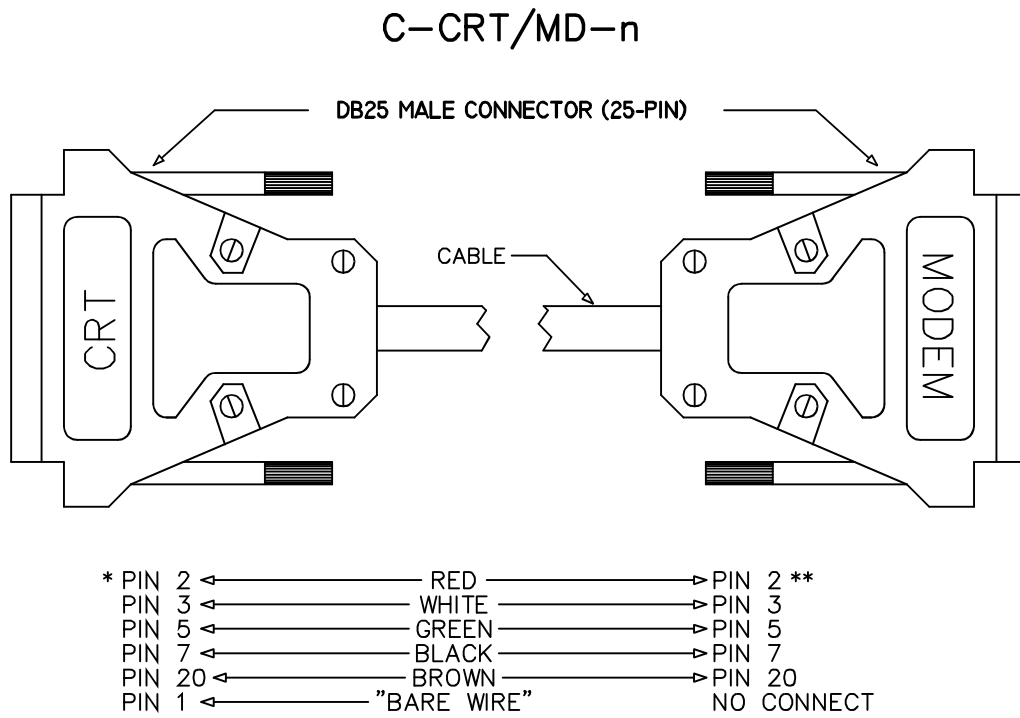 C-CRT/MD-n
DB25 MALE CONNECTOR (25-PIN)
CABLE
CRT
MODEM
* PIN 2 RED PIN 2 **
PIN 3 WHITE PIN 3
PIN 5 GREEN PIN 5
PIN 7 BLACK PIN 7
PIN 20 BROWN PIN 20
PIN 1 "BARE WIRE" NO CONNECT